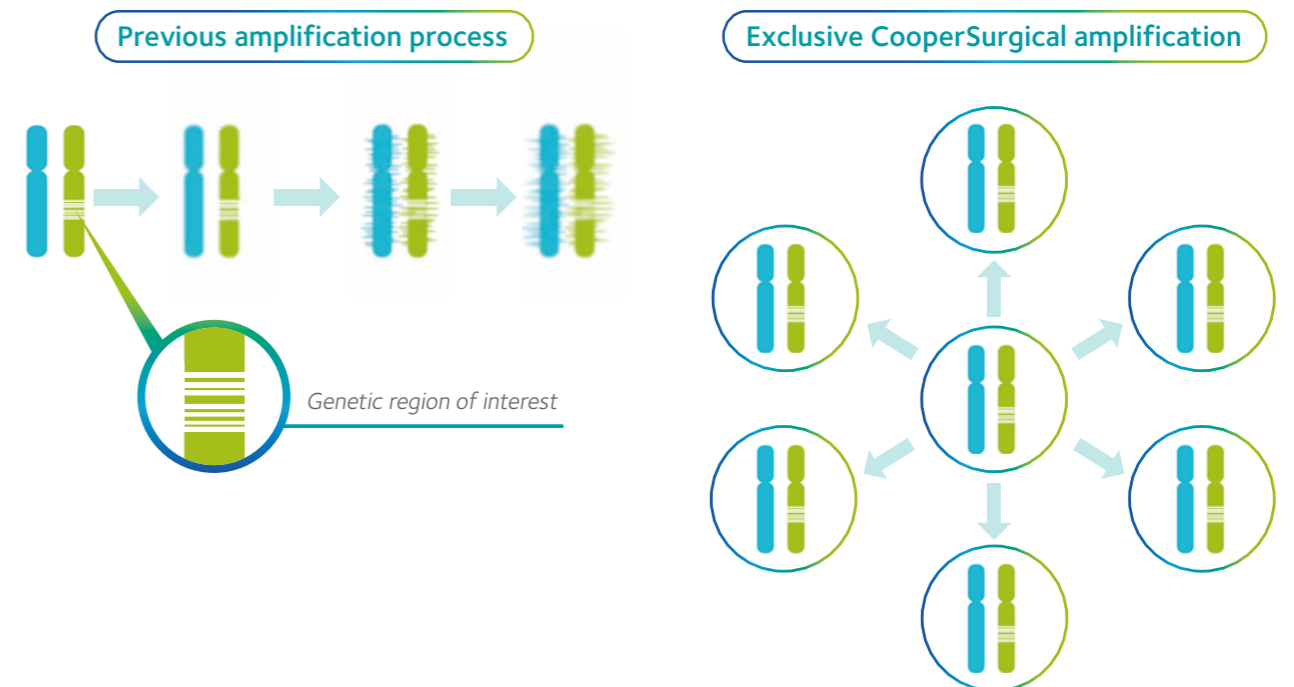 Previous amplification process
Exclusive CooperSurgical amplification
Genetic region of interest